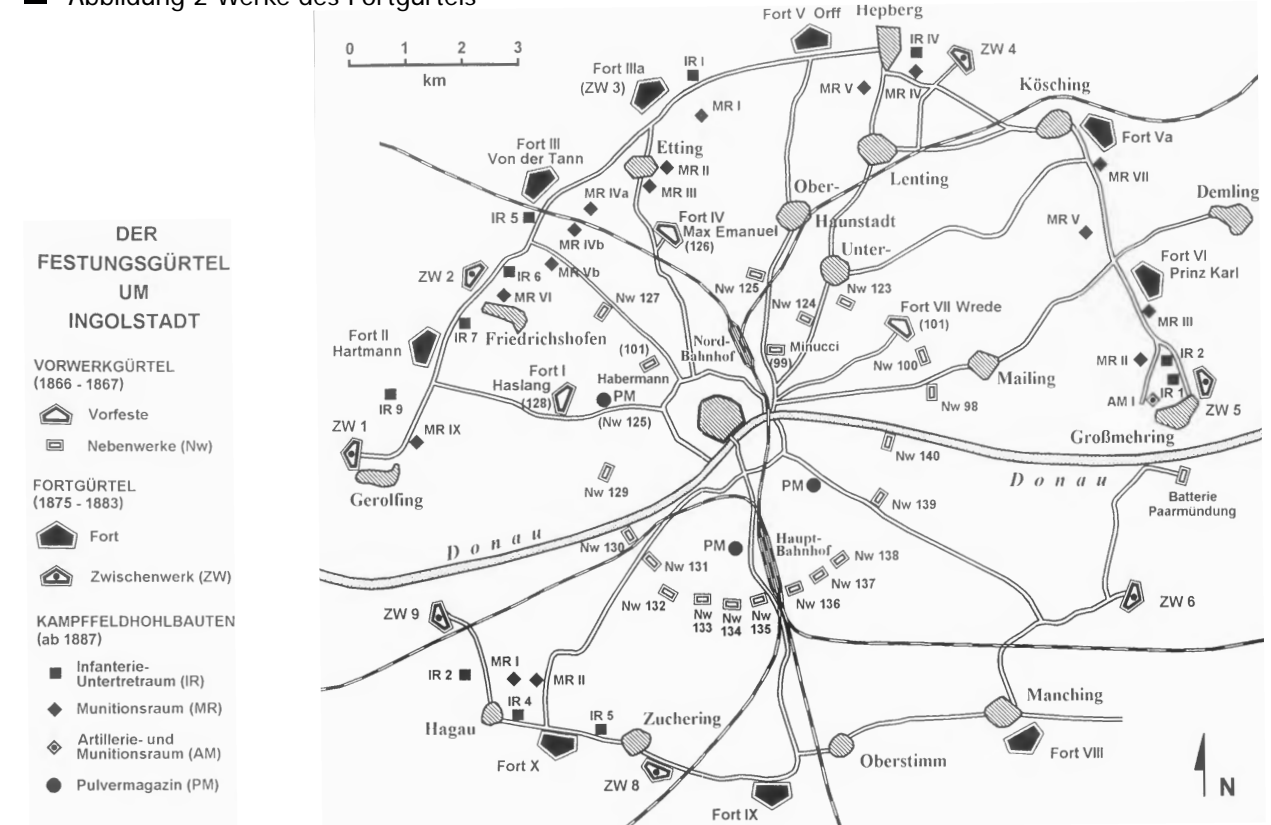 Abbildung 2 Werke des Fortgürtels
DER
FESTUNGSGÜRTEL
UM
INGOLSTADT
VORWERKGÜRTEL
(1866 - 1867)
Vorfeste
Nebenwerke (Nw)
FORTGÜRTEL
(1875 - 1883)
Fort
Zwischenwerk (ZW)
KAMPFFELDHOHLBAUTEN
(ab 1887)
Infanterie-
Untertretraum (IR)
Munitionsraum (MR)
Artillerie- und
Munitionsraum (AM)
Pulvermagazin (PM)
0 1 2 3
km
Fort V Orff
Hepberg
IR IV
ZW 4
Fort IIIa
(ZW 3)
IR I
MR I
MR V
MR IV
Kösching
Fort Va
Fort III
Von der Tann
Etting
MR II
MR III
Lenting
MR VII
Demling
MR IVa
IR 5
Ober-
Haunstadt
Unter-
MR V
Fort IV
Max Emanuel
(126)
MR IVb
MR Vb
ZW 2
IR 6
MR VI
Fort VI
Prinz Karl
Nw 125
Nw 127
Nw 124
Nw 123
Fort VII Wrede
(101)
IR 7
Friedrichshofen
MR III
Fort II
Hartmann
Nord-
Bahnhof
Minucci
(99)
Nw 100
MR II
IR 2
(101)
Habermann
PM
(Nw 125)
Fort I
Haslang
(128)
Mailing
IR 1
AM I
ZW 5
IR 9
Nw 98
Großmehring
ZW 1
MR IX
Gerolfing
Nw 140
Donau
Nw 129
PM
Nw 139
Batterie
Paarmündung
Donau
Nw 130
PM
Haupt-
Bahnhof
Nw 131
Nw 138
Nw 137
Nw 136
Nw 132
Nw
133
Nw
134
Nw
135
ZW 9
ZW 6
IR 2
MR I
MR II
IR 4
Hagau
IR 5
Zuchering
Manching
Fort X
Oberstimm
Fort VIII
ZW 8
Fort IX
N